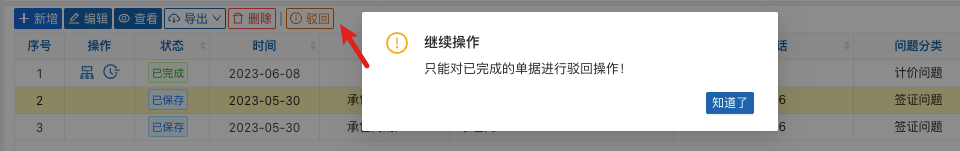 新增 编辑 查看 导出 删除 驳回
继续操作
只能对已完成的单据进行驳回操作！
知道了
序号 操作 状态 时间 话 问题分类
1 已完成 2023-06-08 计价问题
2 已保存 2023-05-30 6 签证问题
3 已保存 2023-05-30 6 签证问题